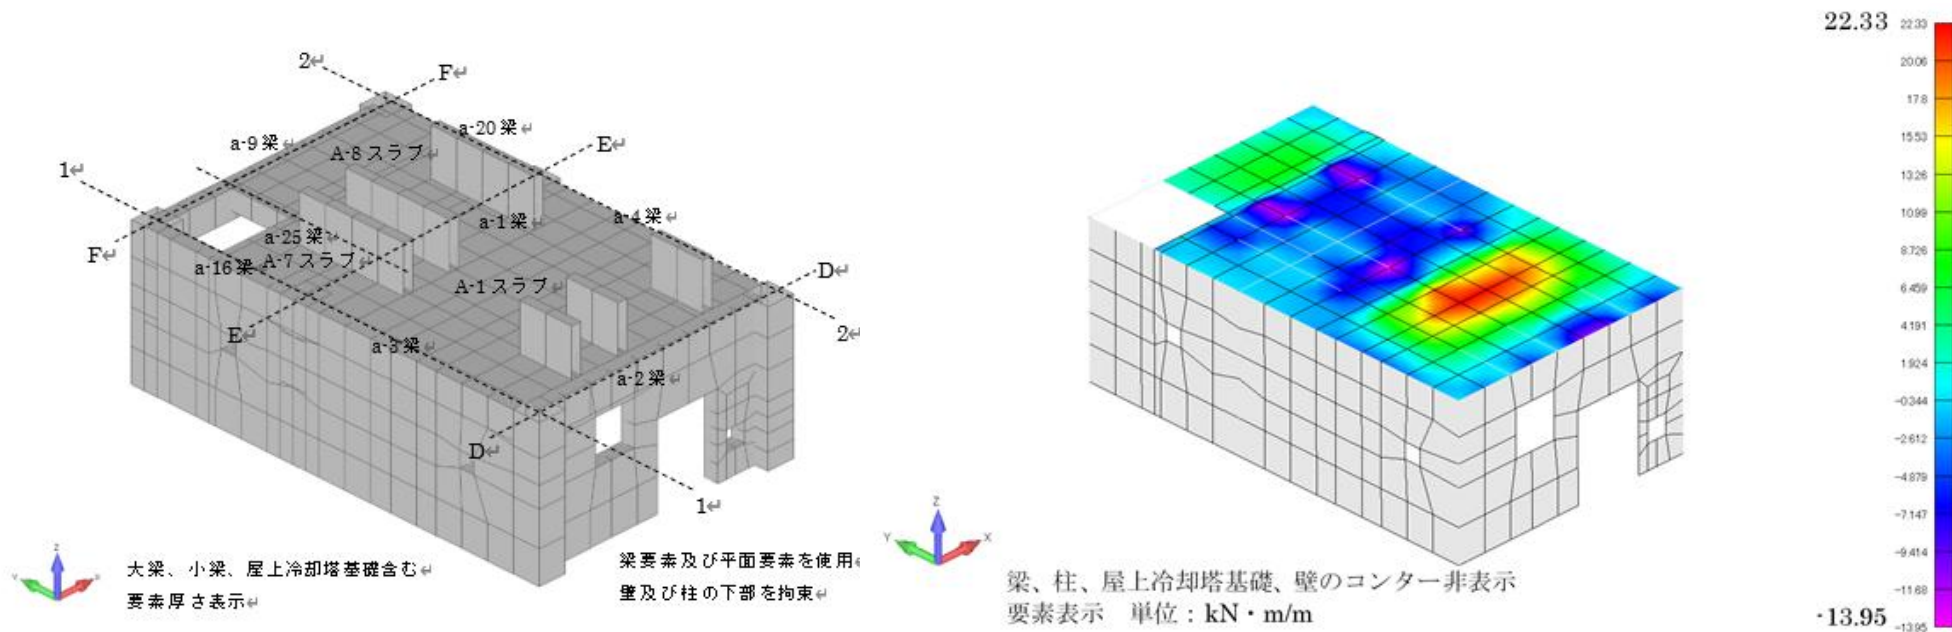 2↵
F↵
a-20 梁↵
a-9 梁↵
E↵
A-8 スラブ↵
1↵
a-1 梁↵
a-4 梁↵
a-25 梁↵
F↵
a-16 梁
A-7 スラブ↵
D↵
A-1 スラブ↵
E↵
a-3 梁↵
2↵
a-2 梁↵
D↵
1↵
Z
Y
X
大梁、小梁、屋上冷却塔基礎含む↵
要素厚さ表示↵
梁要素及び平面要素を使用↵
壁及び柱の下部を拘束↵
Z
Y
X
梁、柱、屋上冷却塔基礎、壁のコンター非表示
要素表示 単位：kN・m/m
22.33
22.33
20.06
17.8
15.53
13.26
10.99
8.726
6.459
4.191
1.924
-0.344
-2.612
-4.879
-7.147
-9.414
-11.68
-13.95
-13.95